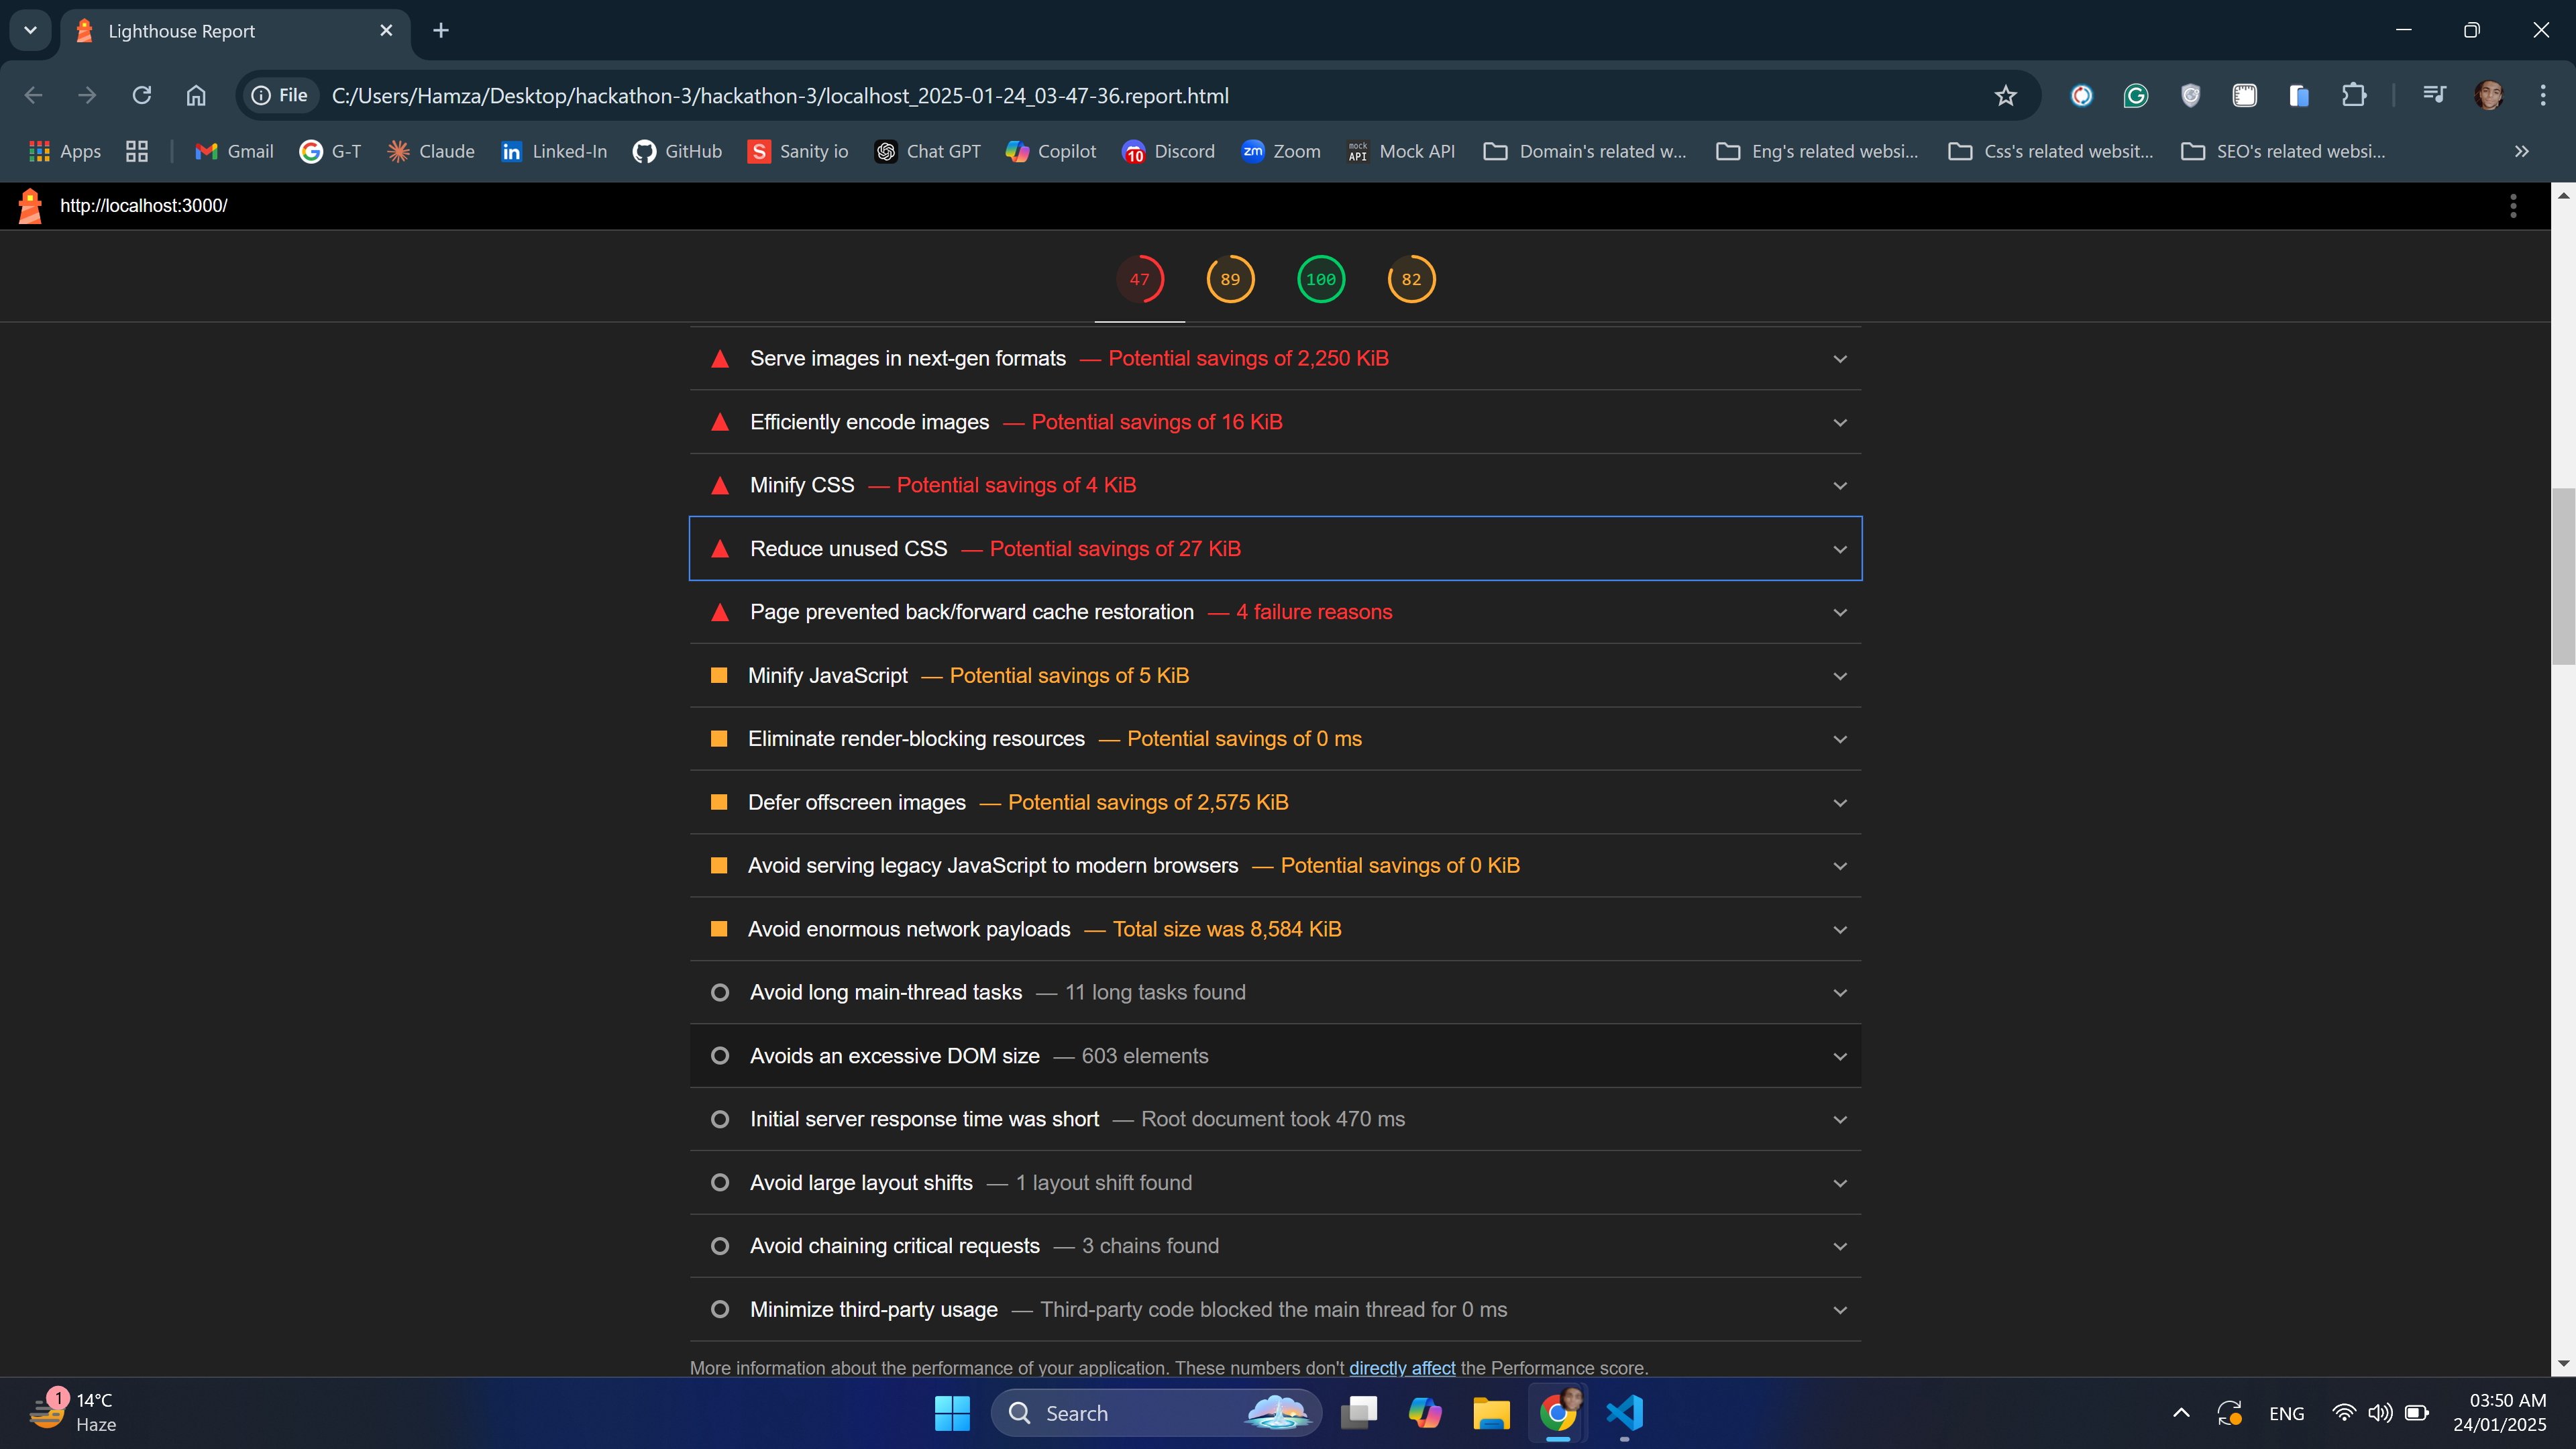 Lighthouse Report
File C:/Users/Hamza/Desktop/hackathon-3/hackathon-3/localhost_2025-01-24_03-47-36.report.html
Apps Gmail G-T Claude in Linked-In GitHub S Sanity io Chat GPT Copilot 10 Discord zm Zoom mock API Mock API Domain's related w... Eng's related websi... Css's related websit... SEO's related websi...
http://localhost:3000/
47 89 100 82
Serve images in next-gen formats — Potential savings of 2,250 KiB
Efficiently encode images — Potential savings of 16 KiB
Minify CSS — Potential savings of 4 KiB
Reduce unused CSS — Potential savings of 27 KiB
Page prevented back/forward cache restoration — 4 failure reasons
Minify JavaScript — Potential savings of 5 KiB
Eliminate render-blocking resources — Potential savings of 0 ms
Defer offscreen images — Potential savings of 2,575 KiB
Avoid serving legacy JavaScript to modern browsers — Potential savings of 0 KiB
Avoid enormous network payloads — Total size was 8,584 KiB
Avoid long main-thread tasks — 11 long tasks found
Avoids an excessive DOM size — 603 elements
Initial server response time was short — Root document took 470 ms
Avoid large layout shifts — 1 layout shift found
Avoid chaining critical requests — 3 chains found
Minimize third-party usage — Third-party code blocked the main thread for 0 ms
More information about the performance of your application. These numbers don't directly affect the Performance score.
1 14°C
Haze
Search
ENG
03:50 AM
24/01/2025